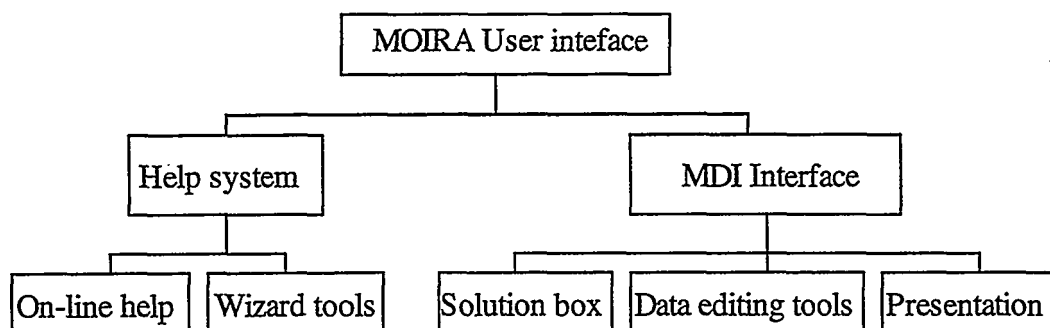 MOIRA User inteface
Help system
MDI Interface
On-line help
Wizard tools
Solution box
Data editing tools
Presentation